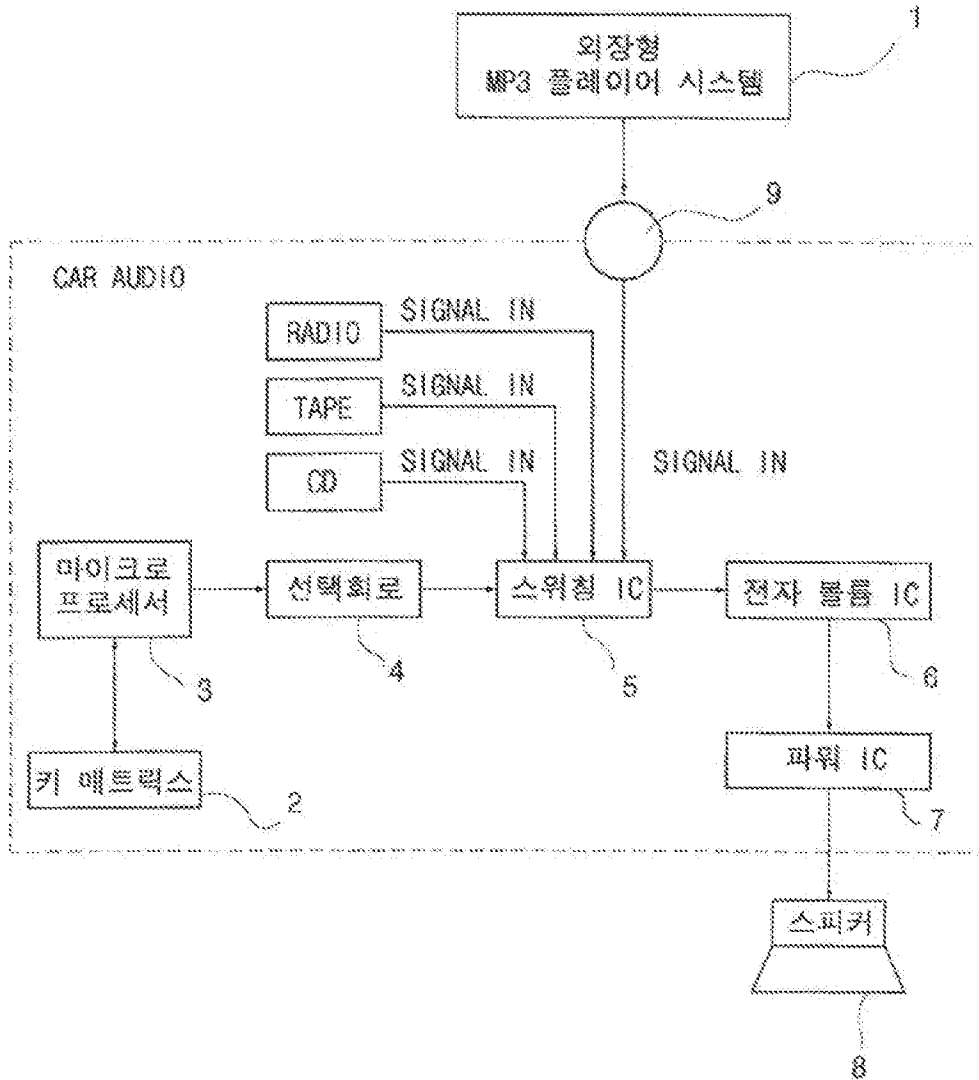 1
외장형
MP3 플레이어 시스템
9
CAR AUDIO
SIGNAL IN
RADIO
SIGNAL IN
TAPE
SIGNAL IN
CD
SIGNAL IN
마이크로
프로세서
선택회로
스위칭 IC
전자 볼륨 IC
3
4
5
6
키 매트릭스
2
파워 IC
7
스피커
8